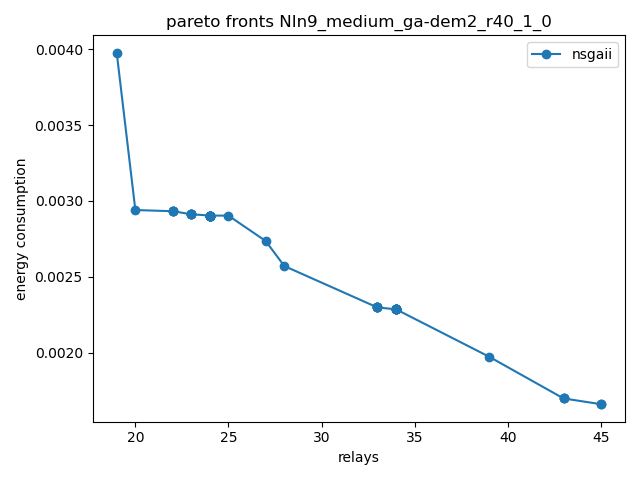 pareto fronts NIn9_medium_ga-dem2_r40_1_0
nsgaii
energy consumption
0.0040
0.0035
0.0030
0.0025
0.0020
20 25 30 35 40 45
relays